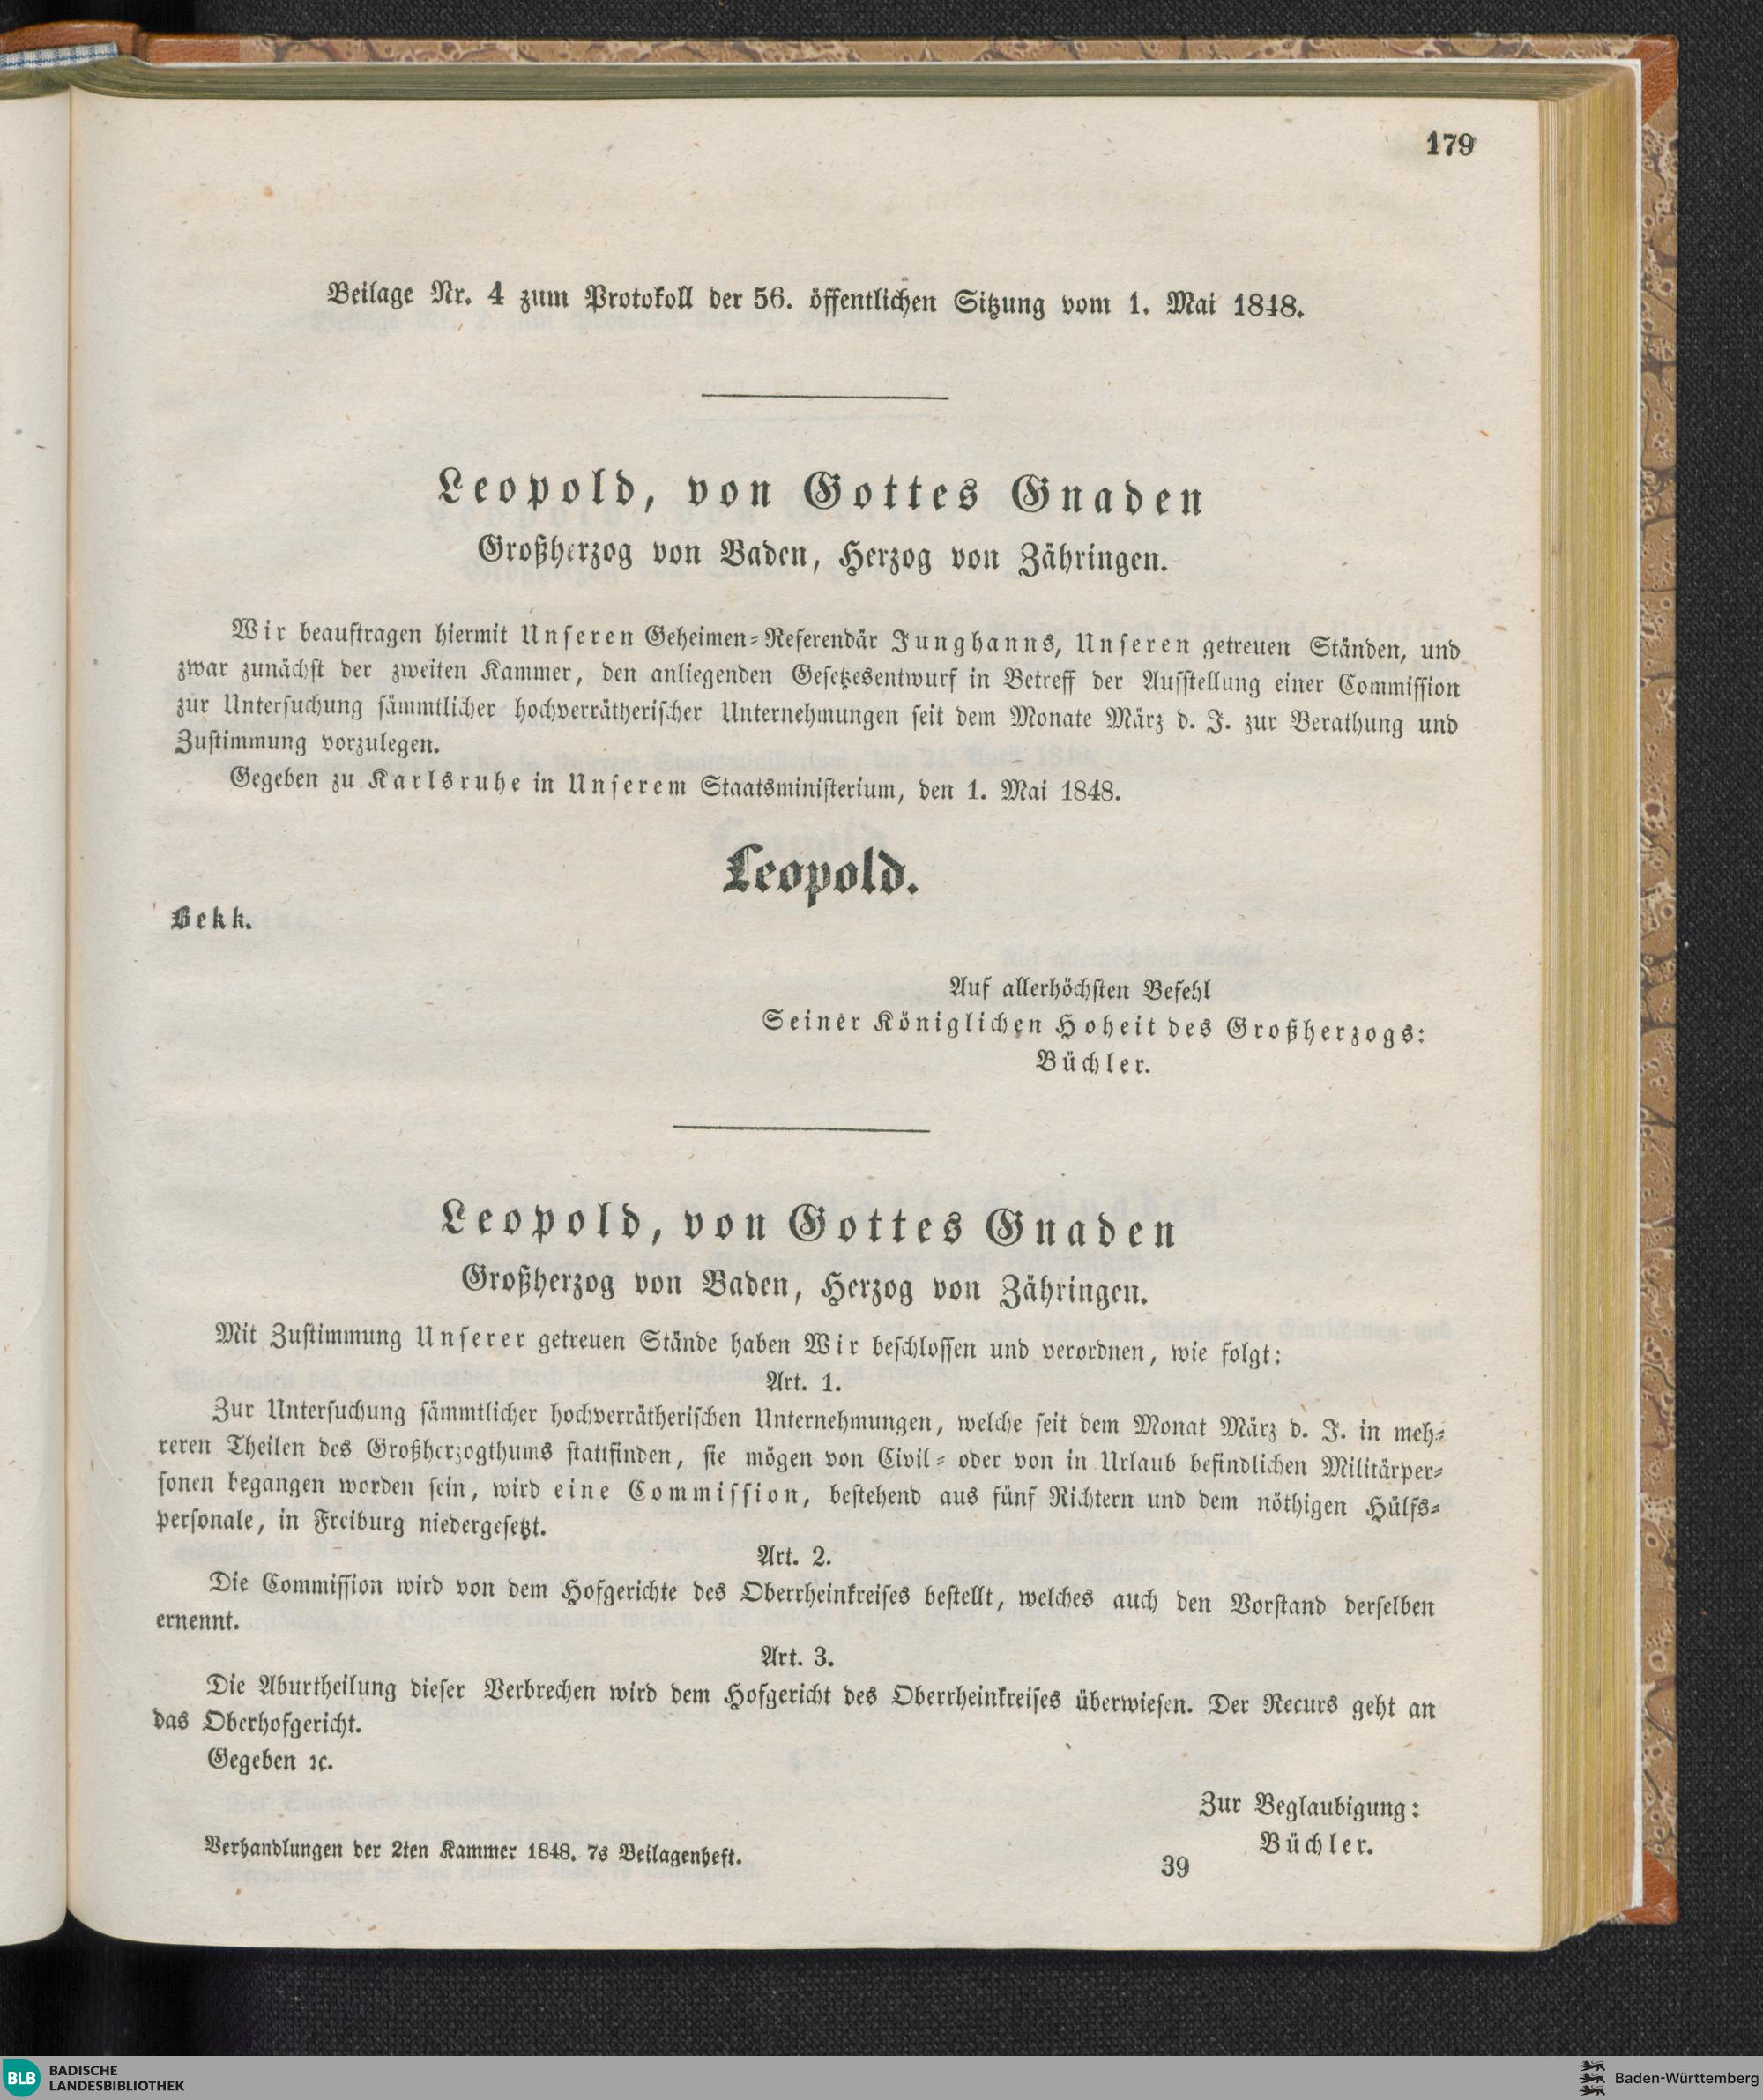 179
Beilage Nr. 4 zum Protokoll der 56. öffentlichen Sitzung vom 1. Mai 1848.
Leopold, von Gottes Gnaden
Großherzog von Baden, Herzog von Zähringen.
Wir beauftragen hiermit Unseren Geheimen-Referendär Junghanns, Unseren getreuen Ständen, und
zwar zunächst der zweiten Kammer, den anliegenden Gesetzesentwurf in Betreff der Aufstellung einer Commission
zur Untersuchung sämmtlicher hochverrätherischer Unternehmungen seit dem Monate März d. J. zur Berathung und
Zustimmung vorzulegen.
Gegeben zu Karlsruhe in Unserem Staatsministerium, den 1. Mai 1848.
Leopold.
Bekk.
Auf allerhöchsten Befehl
Seiner Königlichen Hoheit des Großherzogs:
Büchler.
Leopold, von Gottes Gnaden
Großherzog von Baden, Herzog von Zähringen.
Mit Zustimmung Unserer getreuen Stände haben Wir beschlossen und verordnen, wie folgt:
Art. 1.
Zur Untersuchung sämmtlicher hochverrätherischen Unternehmungen, welche seit dem Monat März d. J. in meh-
reren Theilen des Großherzogthums stattfinden, sie mögen von Civil- oder von in Urlaub befindlichen Militärper-
sonen begangen worden sein, wird eine Commission, bestehend aus fünf Richtern und dem nöthigen Hülfs-
personale, in Freiburg niedergesetzt.
Art. 2.
Die Commission wird von dem Hofgerichte des Oberrheinkreises bestellt, welches auch den Vorstand derselben
ernennt.
Art. 3.
Die Aburtheilung dieser Verbrechen wird dem Hofgericht des Oberrheinkreises überwiesen. Der Recurs geht an
das Oberhofgericht.
Gegeben ꝛc.
Zur Beglaubigung:
Büchler.
Verhandlungen der 2ten Kammer 1848. 7s Beilagenheft.
39
BLB BADISCHE
LANDESBIBLIOTHEK
Baden-Württemberg